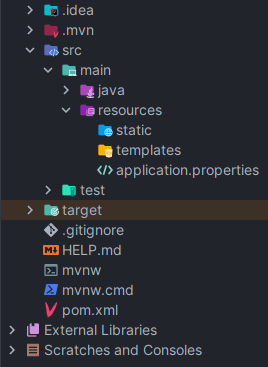 .idea
.mvn
src
main
java
resources
static
templates
application.properties
test
target
.gitignore
HELP.md
mvnw
mvnw.cmd
pom.xml
External Libraries
Scratches and Consoles